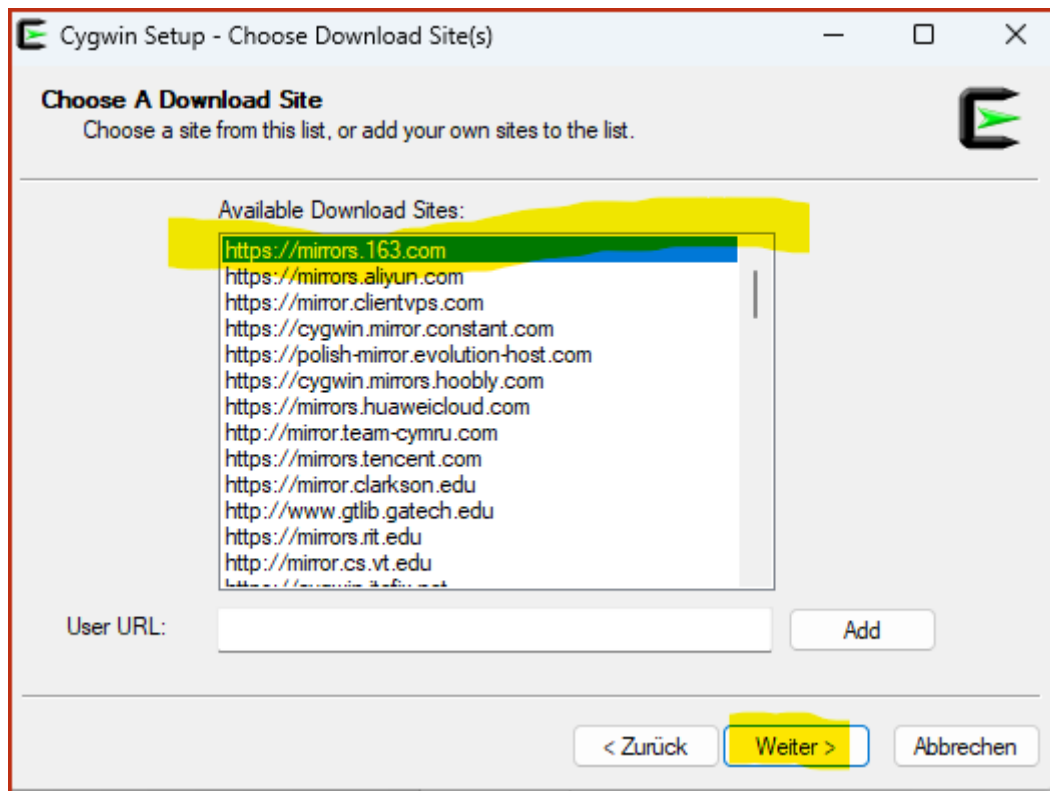 Cygwin Setup - Choose Download Site(s)
Choose A Download Site
Choose a site from this list, or add your own sites to the list.
Available Download Sites:
https://mirrors.163.com
https://mirrors.aliyun.com
https://mirror.clientvps.com
https://cygwin.mirror.constant.com
https://polish-mirror.evolution-host.com
https://cygwin.mirrors.hoobly.com
https://mirrors.huaweicloud.com
http://mirror.team-cymru.com
https://mirrors.tencent.com
https://mirror.clarkson.edu
http://www.gtlib.gatech.edu
https://mirrors.rit.edu
http://mirror.cs.vt.edu
User URL:
Add
< Zurück
Weiter >
Abbrechen